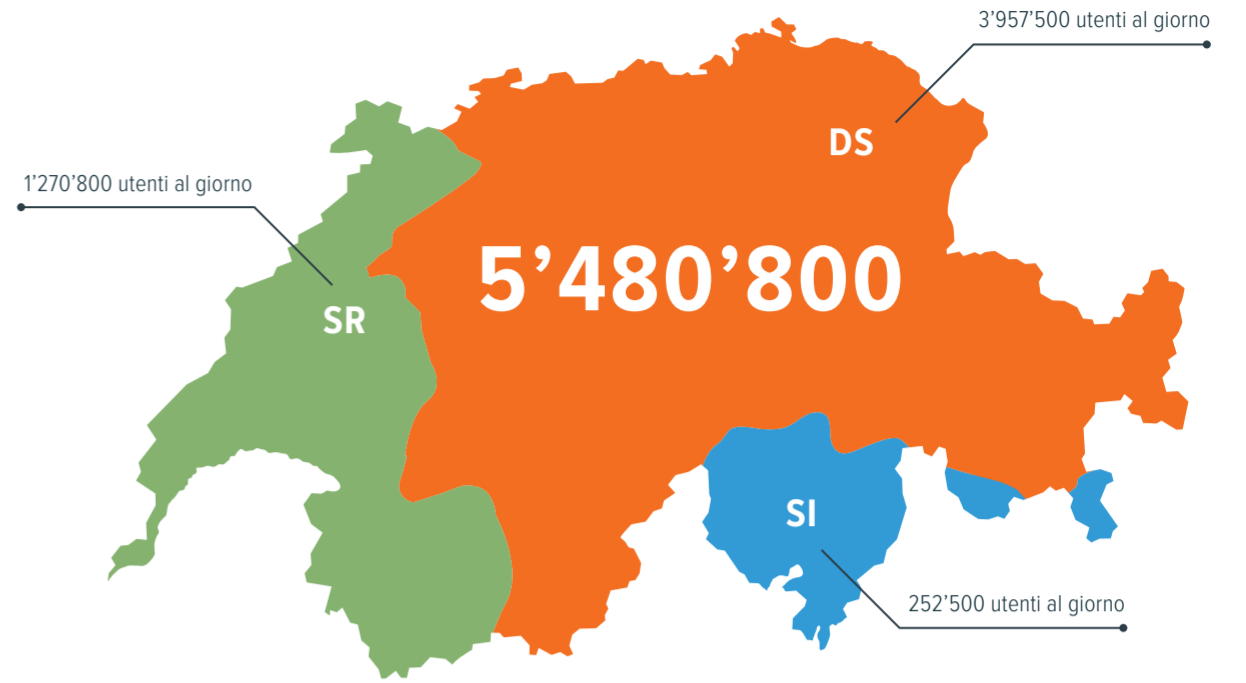 3’957’500 utenti al giorno
DS
1’270’800 utenti al giorno
5’480’800
SR
SI
252’500 utenti al giorno